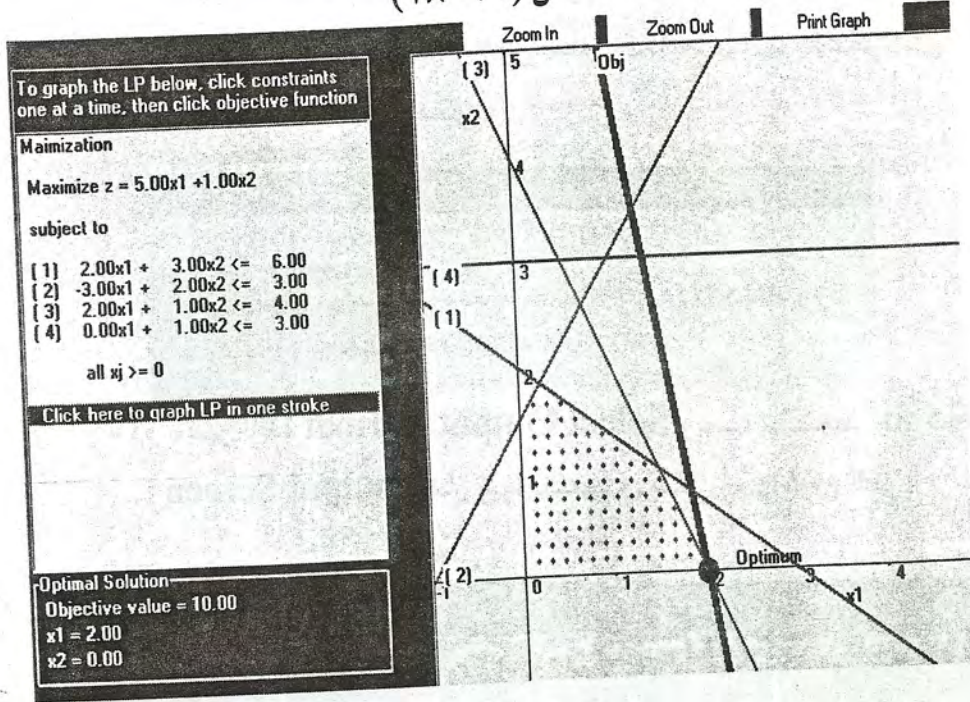 Zoom In Zoom Out Print Graph
To graph the LP below, click constraints
one at a time, then click objective function
Maimization
Maximize z = 5.00x1 +1.00x2
subject to
(1) 2.00x1 + 3.00x2 <= 6.00
(2) -3.00x1 + 2.00x2 <= 3.00
(3) 2.00x1 + 1.00x2 <= 4.00
(4) 0.00x1 + 1.00x2 <= 3.00
all xj >= 0
Click here to graph LP in one stroke
Optimal Solution
Objective value = 10.00
x1 = 2.00
x2 = 0.00
(3) 5 Obj
x2
4
(4) 3
(1)
2
1
Optimum
(2)
-1 0 1 2 3 4
x1